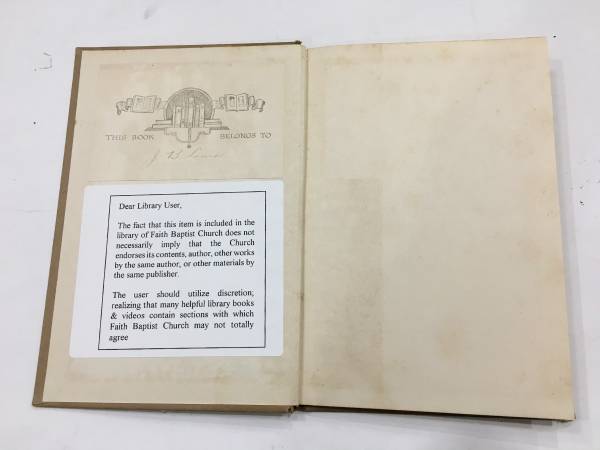 THIS BOOK BELONGS TO
J B
Dear Library User,
The fact that this item is included in the
library of Faith Baptist Church does not
necessarily imply that the Church
endorses its contents, author, other works
by the same author, or other materials by
the same publisher.
The user should utilize discretion;
realizing that many helpful library books
& videos contain sections with which
Faith Baptist Church may not totally
agree